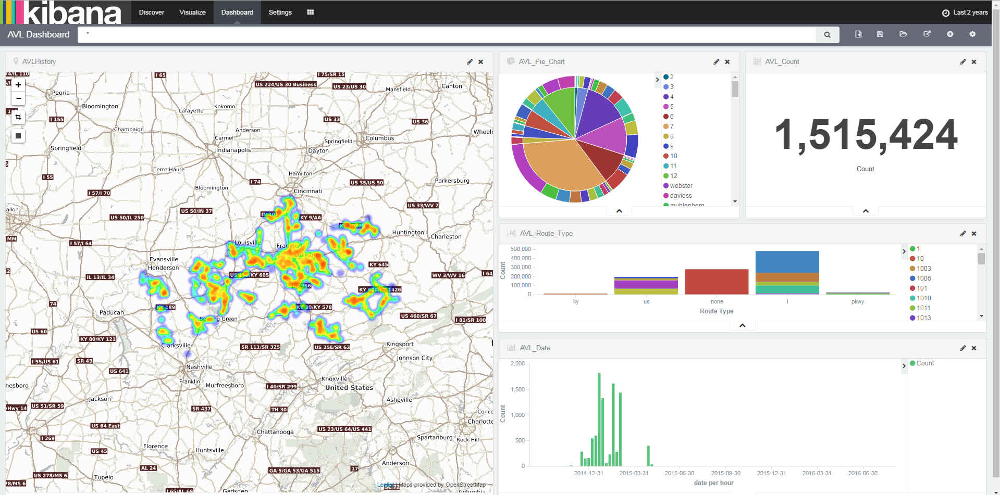 kibana
Discover
Visualize
Dashboard
Settings
Last 2 years
AVL Dashboard
*
AVLHistory
+
−
I 65
I 75/SR 15
US 224/US 30 Business
US 23/US 30
Canton
Mansfield
Peoria
Bloomington
Kokomo
Lafayette
I 155
US 33
US 36
Champaign
Anderson
Wheeli
Carmel
Columbus
Springfield
Springfield
Indianapolis
Dayton
Terre Haute
Hamilton
I 55
I 74
US 35/US 50
Parkersburg
Bloomington
Cincinnati
I 57/I 70
US 33/WV 2
US 50/IN 37
US 50/IL 250
KY 9/AA
Huntington
Charleston
MM
I 57/I 64
Louisville
Evansville
Henderson
KY 645
WV 3/WV 16
I 64
IL 13/IL 34
74
Paducah
Bowling Green
KY 30/KY 578
US 460/SR 67
I 81/SR 100
US 60
KY 80/KY 121
Clarksville
SR 111/SR 325
US 25E/SR 63
Kingsport
Johnson City
I 55/US 61
SR 43
US 641
Nashville
Franklin
Murfreesboro
Knoxville
I 40/SR 299
United States
nesboro
Jackson
Asheville
US 51/SR 59
/Hwy 14
SR 437
TH 30
Conco
Charlotte
US 64 East
US 23/US 64/US 441
Chattanooga
Spartanburg
Rock Hill
I 269
Florence
Huntsville
US 45
Anderson
AL 24
17
GA 5/GA 53/GA 515
US 278/MS 6
Tupelo
/MS 6
I 65/AL 69
Gadsden
SC 72
Leaflet | Maps provided by OpenStreetMap
Columbia
AVL_Pie_Chart
2
3
4
5
6
7
8
9
10
11
12
webster
daviess
muhlenberg
AVL_Count
1,515,424
Count
AVL_Route_Type
500,000
400,000
300,000
200,000
100,000
0
Count
ky
us
none
i
pkwy
Route Type
1
10
1003
1006
101
1010
1011
1013
AVL_Date
2,000
1,500
1,000
500
0
Count
2014-12-31
2015-03-31
2015-06-30
2015-09-30
2015-12-31
2016-03-31
2016-06-30
date per hour
Count